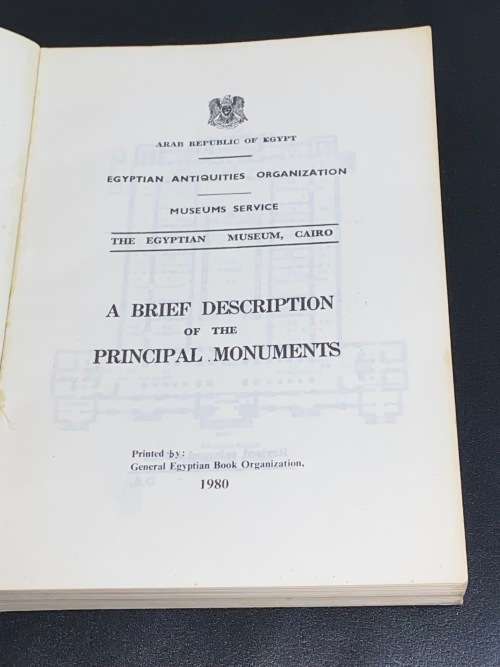 ARAB REPUBLIC OF EGYPT
EGYPTIAN ANTIQUITIES ORGANIZATION
MUSEUMS SERVICE
THE EGYPTIAN MUSEUM, CAIRO
A BRIEF DESCRIPTION
OF THE
PRINCIPAL MONUMENTS
Printed by:
General Egyptian Book Organization,
1980